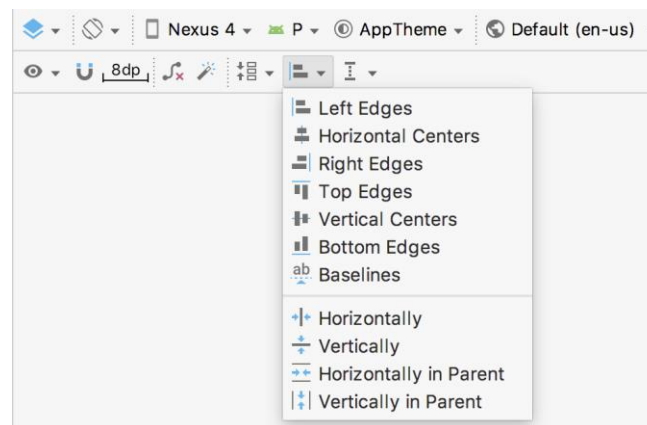 Nexus 4 P AppTheme Default (en-us)
8dp
Left Edges
Horizontal Centers
Right Edges
Top Edges
Vertical Centers
Bottom Edges
ab Baselines
Horizontally
Vertically
Horizontally in Parent
Vertically in Parent